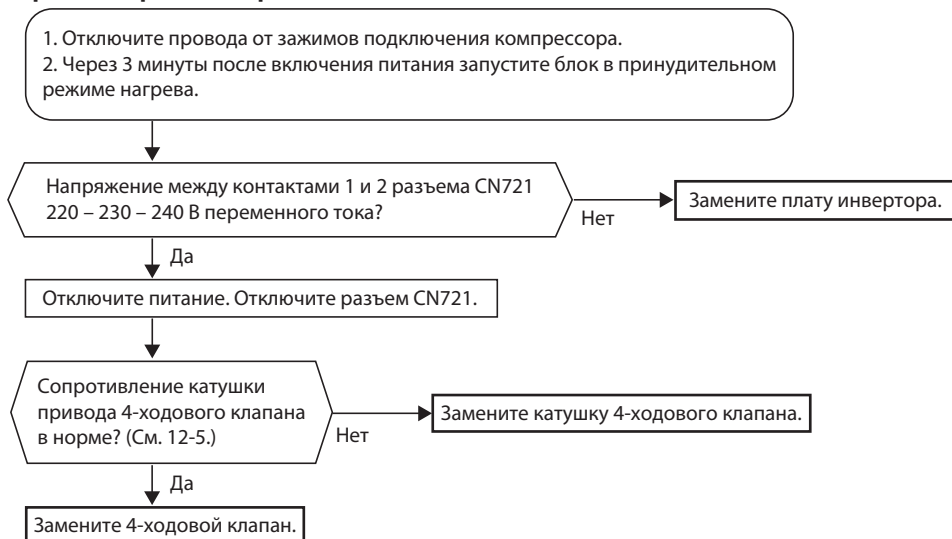 1. Отключите провода от зажимов подключения компрессора.
2. Через 3 минуты после включения питания запустите блок в принудительном
режиме нагрева.
Напряжение между контактами 1 и 2 разъема CN721
220 – 230 – 240 В переменного тока?
Нет
Замените плату инвертора.
Да
Отключите питание. Отключите разъем CN721.
Сопротивление катушки
привода 4-ходового клапана
в норме? (См. 12-5.)
Нет
Замените катушку 4-ходового клапана.
Да
Замените 4-ходовой клапан.